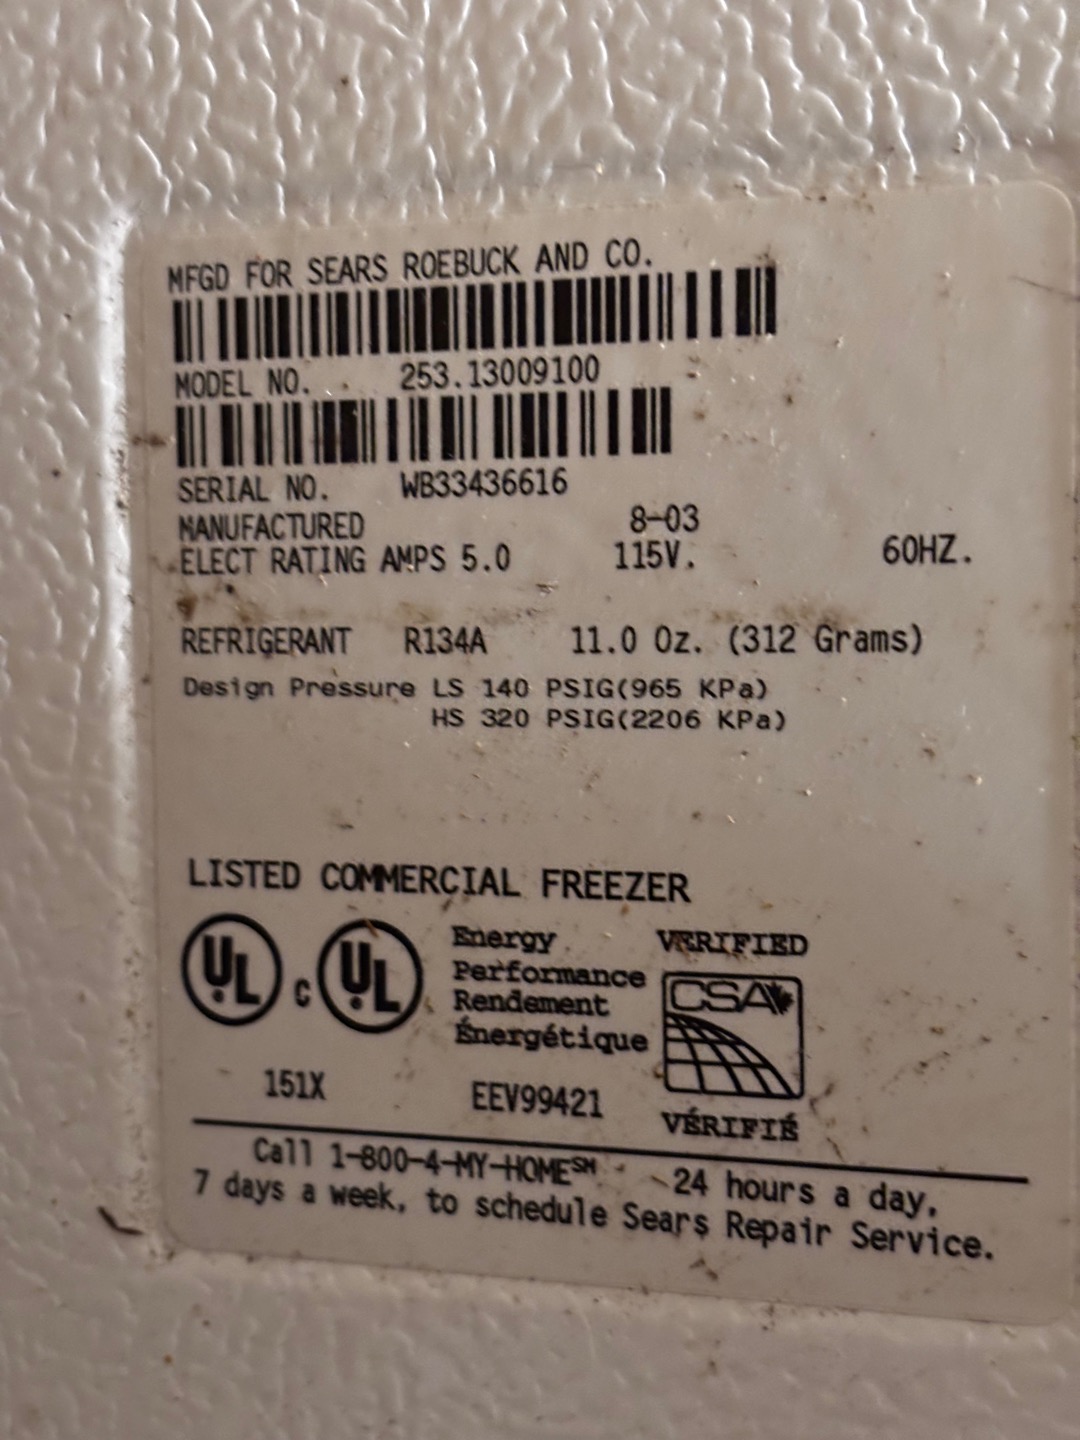 MFGD FOR SEARS ROEBUCK AND CO.
MODEL NO. 253.13009100
SERIAL NO. WB33436616
MANUFACTURED 8-03
ELECT RATING AMPS 5.0 115V. 60HZ.
REFRIGERANT R134A 11.0 Oz. (312 Grams)
Design Pressure LS 140 PSIG(965 KPa)
HS 320 PSIG(2206 KPa)
LISTED COMMERCIAL FREEZER
UL c UL
Energy
Performance
Rendement
Énergétique
VERIFIED
CSA
VÉRIFIÉ
151X EEV99421
Call 1-800-4-MY-HOME℠ 24 hours a day,
7 days a week, to schedule Sears Repair Service.